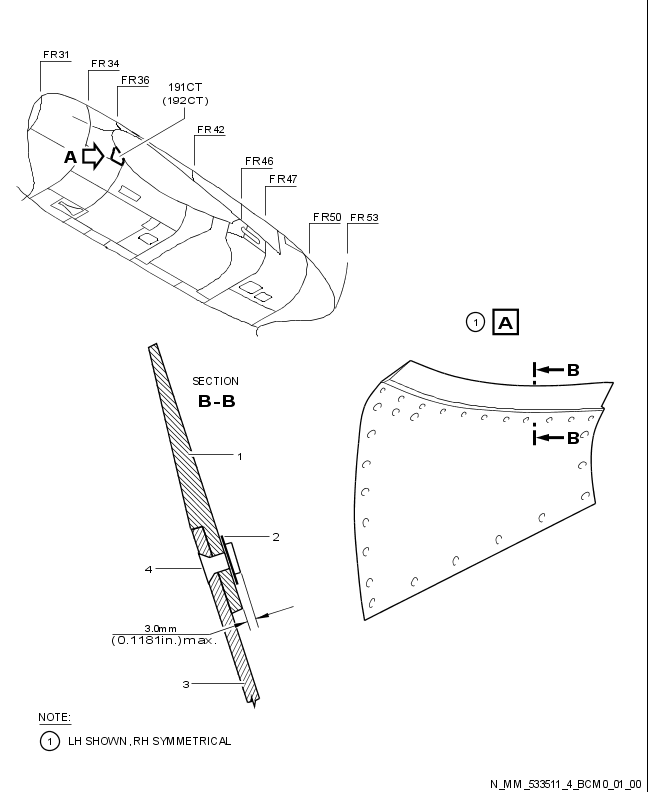 FR31
FR34
FR36
191CT
(192CT)
A
FR42
FR46
FR47
FR50
FR53
1
A
B
B
SECTION
B-B
1
2
4
3.0mm
(0.1181in.)max.
3
NOTE:
1 LH SHOWN,RH SYMMETRICAL
N_MM_533511_4_BCM0_01_00